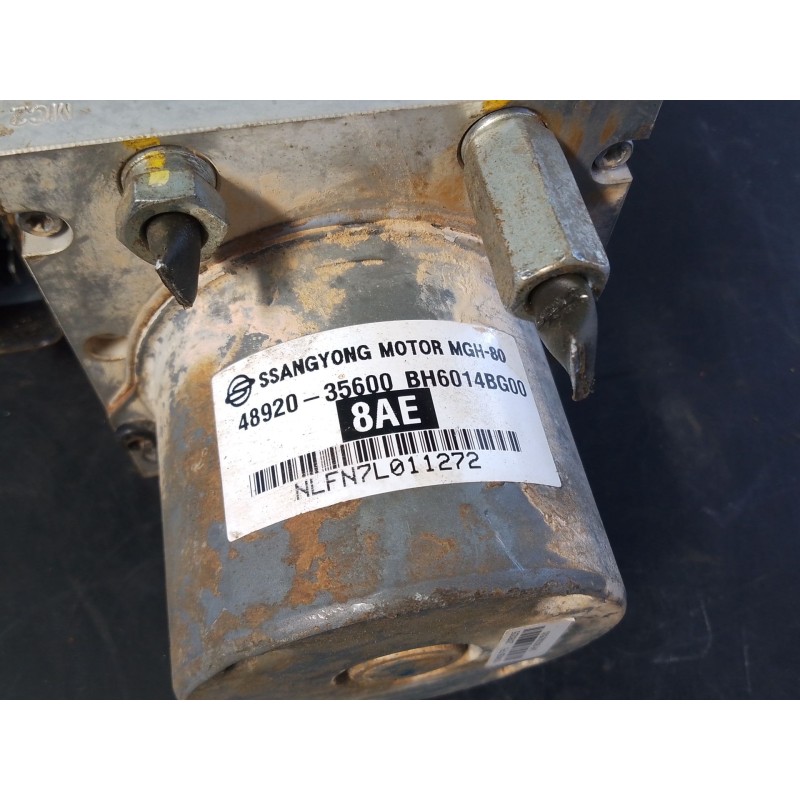 SSANGYONG MOTOR MGH-80
48920-35600 BH6014BG00
8AE
NLFN7L011272